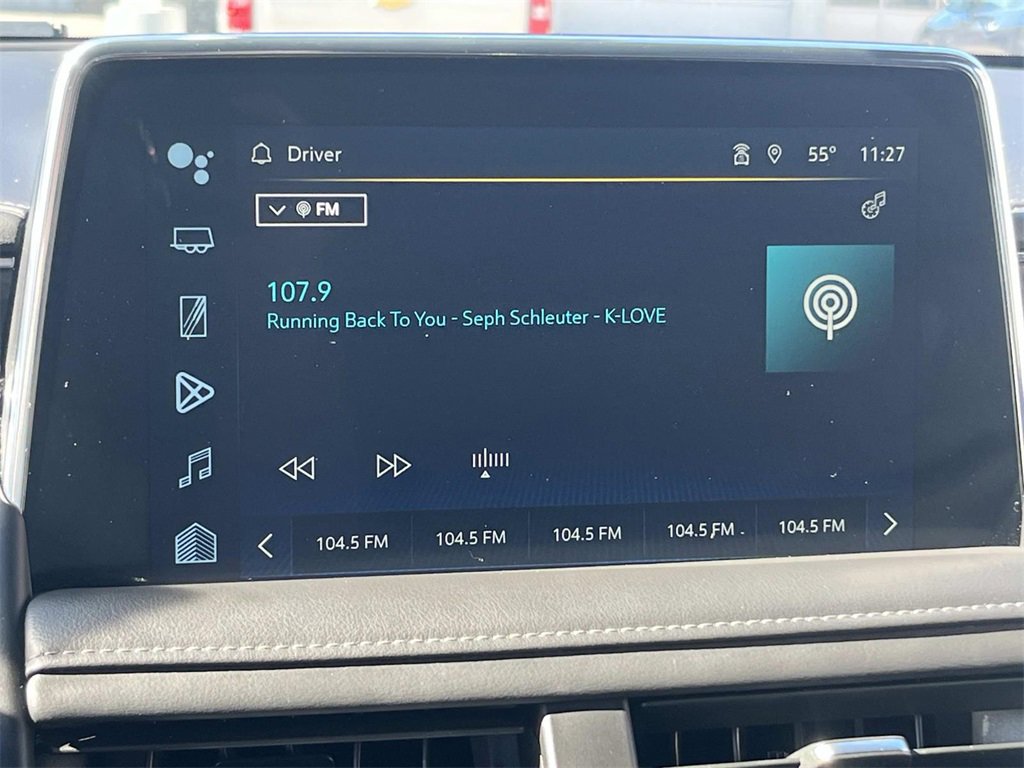 Driver
55° 11:27
FM
107.9
Running Back To You - Seph Schleuter - K-LOVE
104.5 FM 104.5 FM 104.5 FM 104.5 FM 104.5 FM